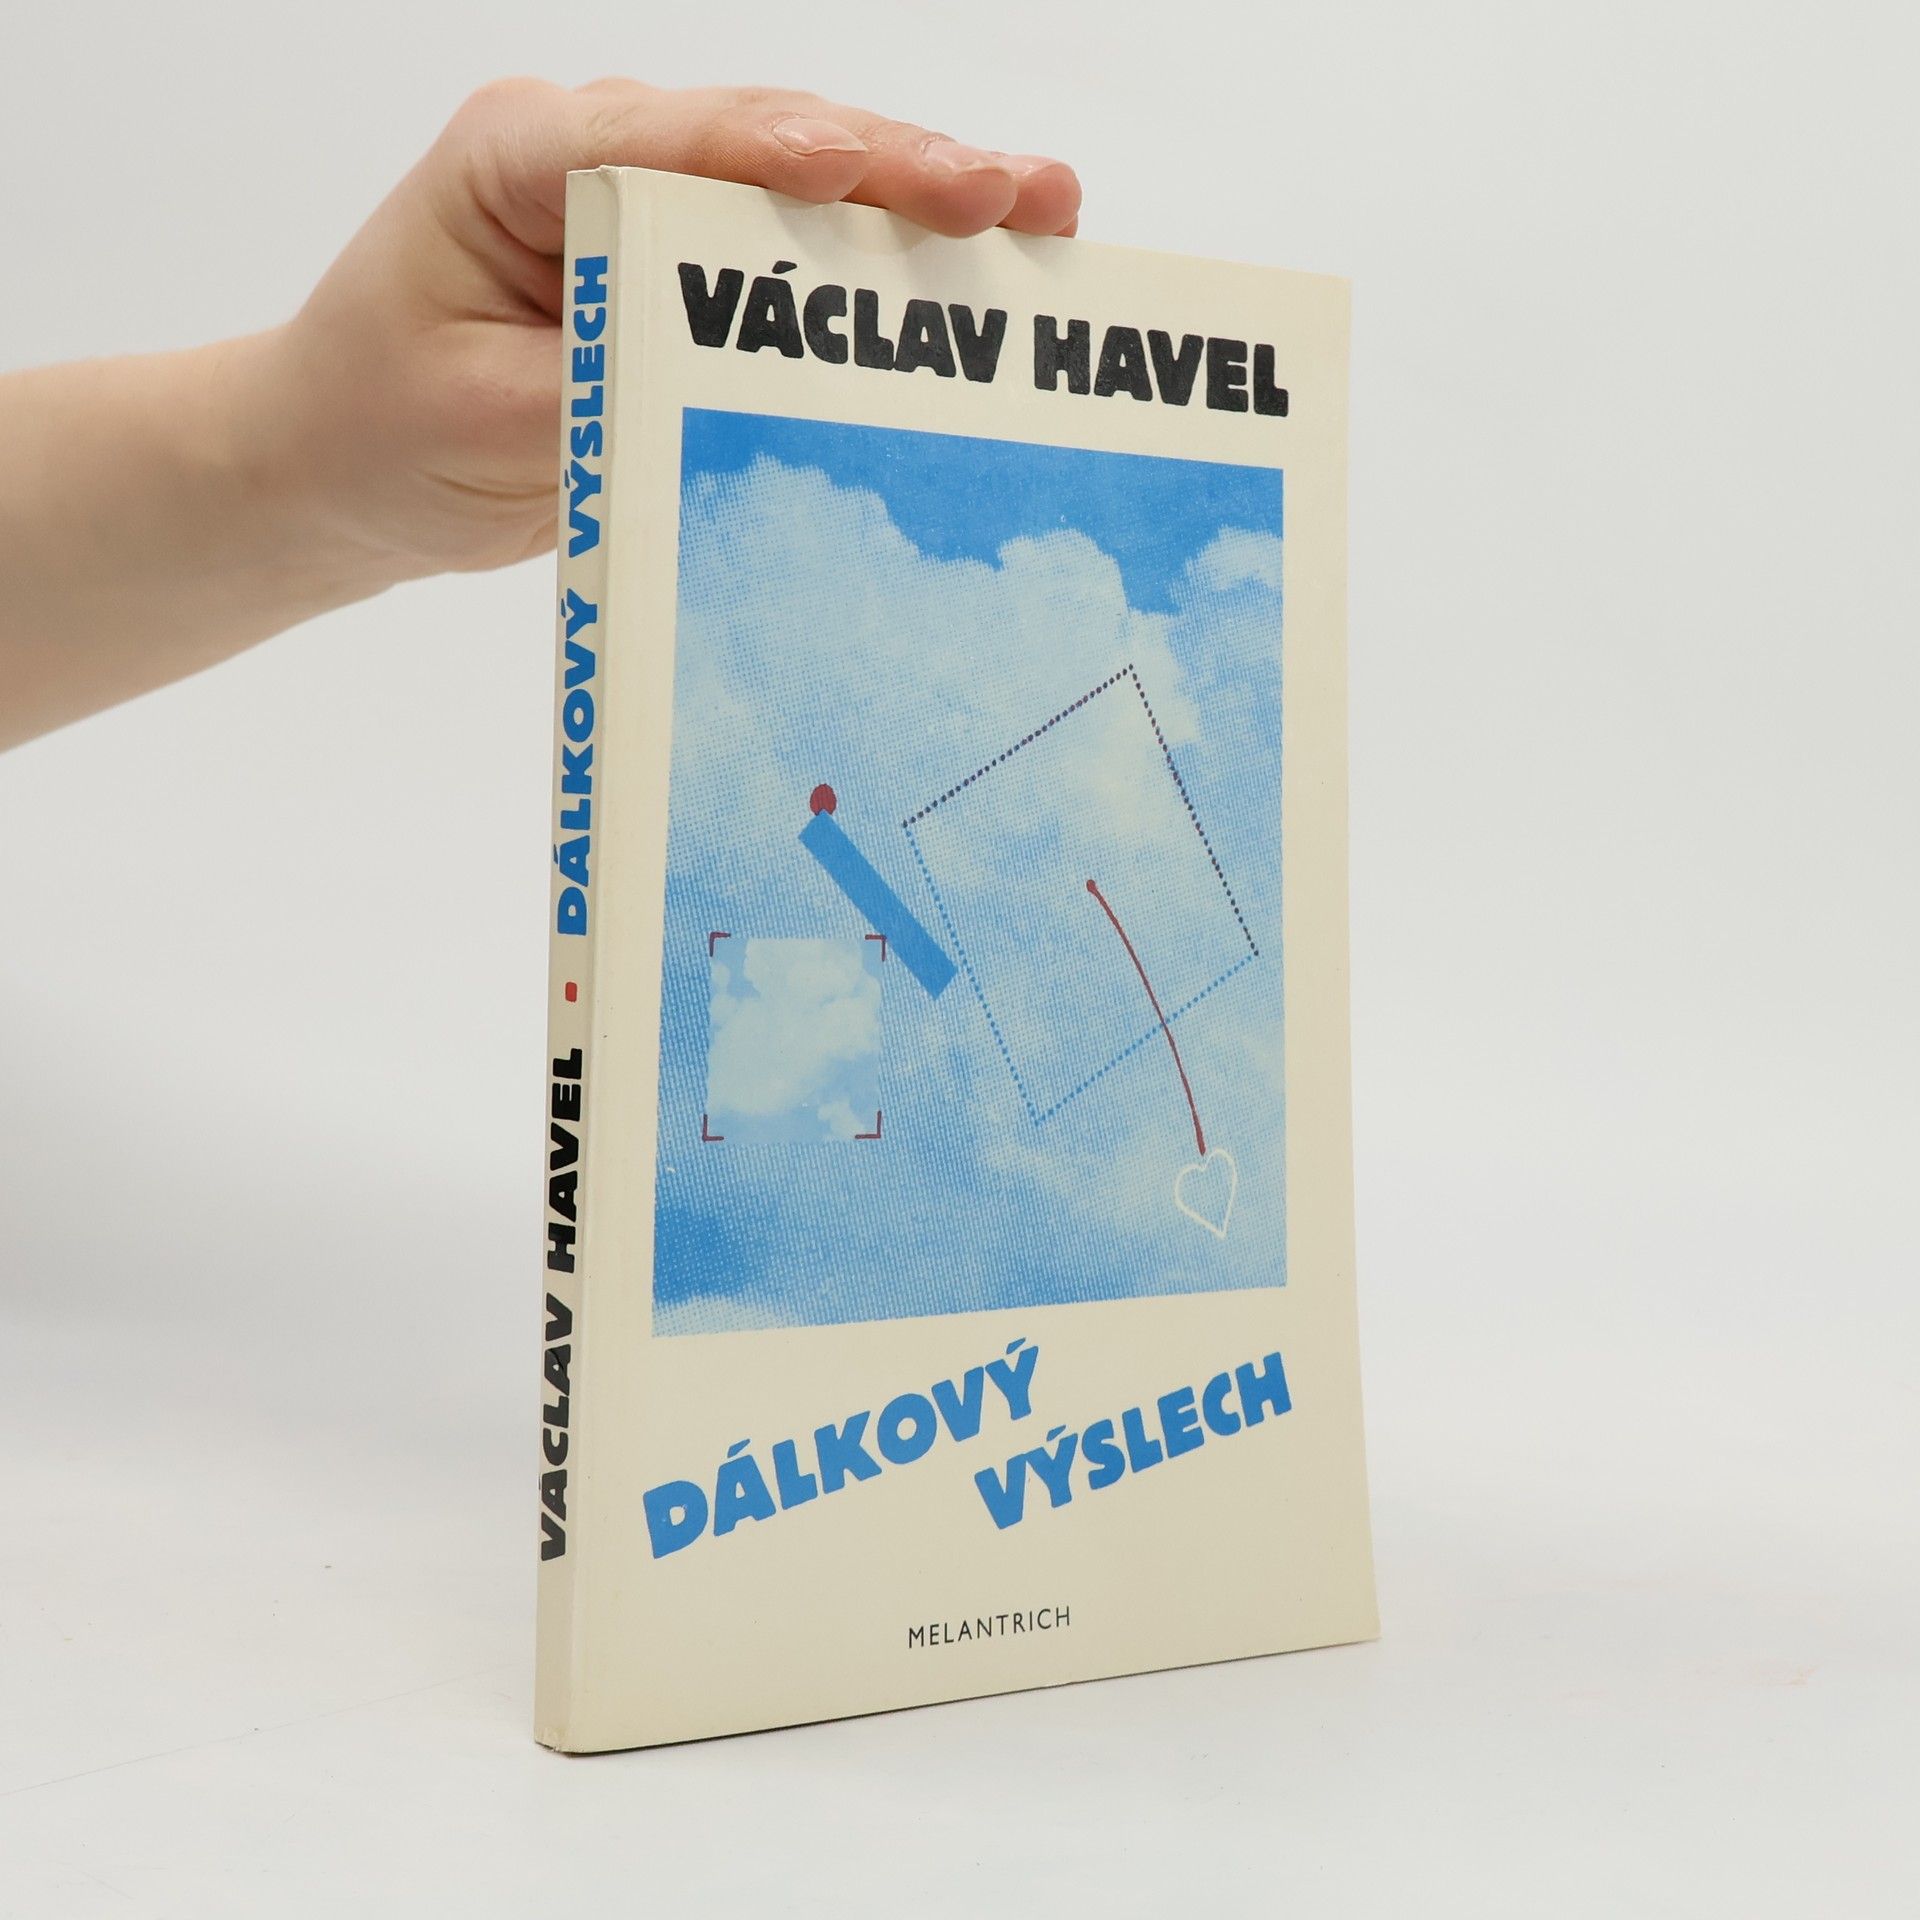 VÁCLAV HAVEL • DÁLKOVÝ VÝSLECH
VÁCLAV HAVEL
DÁLKOVÝ
VÝSLECH
MELANTRICH